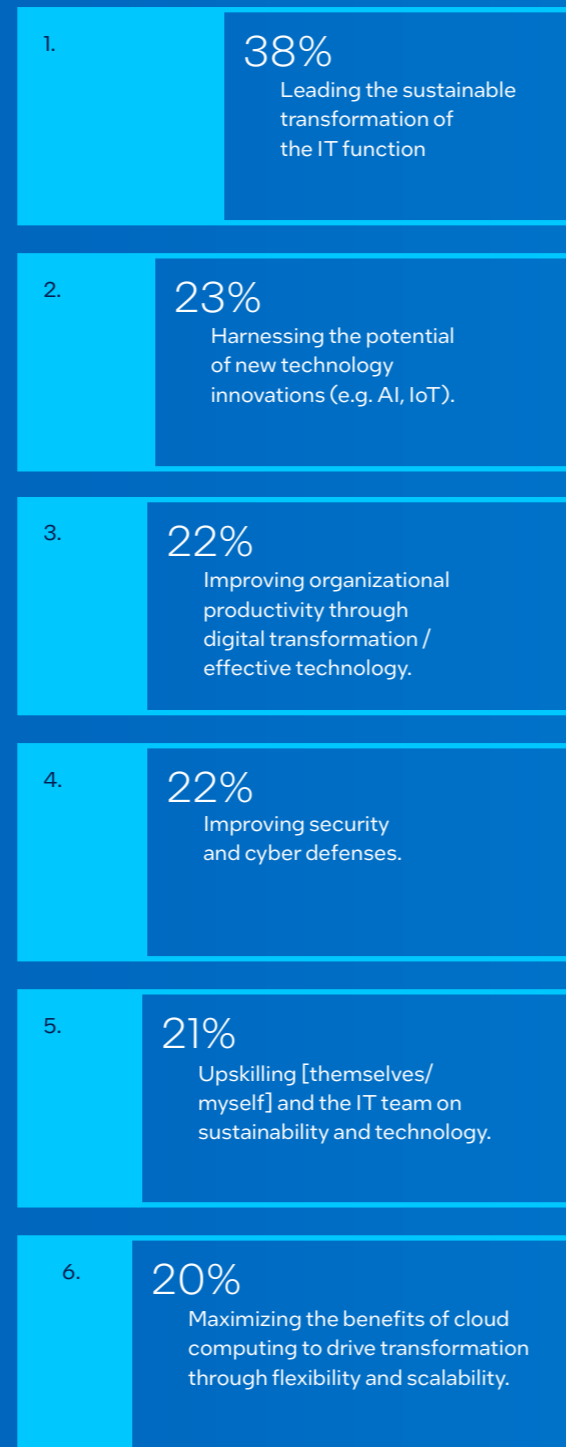 1.
38%
Leading the sustainable
transformation of
the IT function
2.
23%
Harnessing the potential
of new technology
innovations (e.g. AI, IoT).
3.
22%
Improving organizational
productivity through
digital transformation /
effective technology.
4.
22%
Improving security
and cyber defenses.
5.
21%
Upskilling [themselves/
myself] and the IT team on
sustainability and technology.
6.
20%
Maximizing the benefits of cloud
computing to drive transformation
through flexibility and scalability.